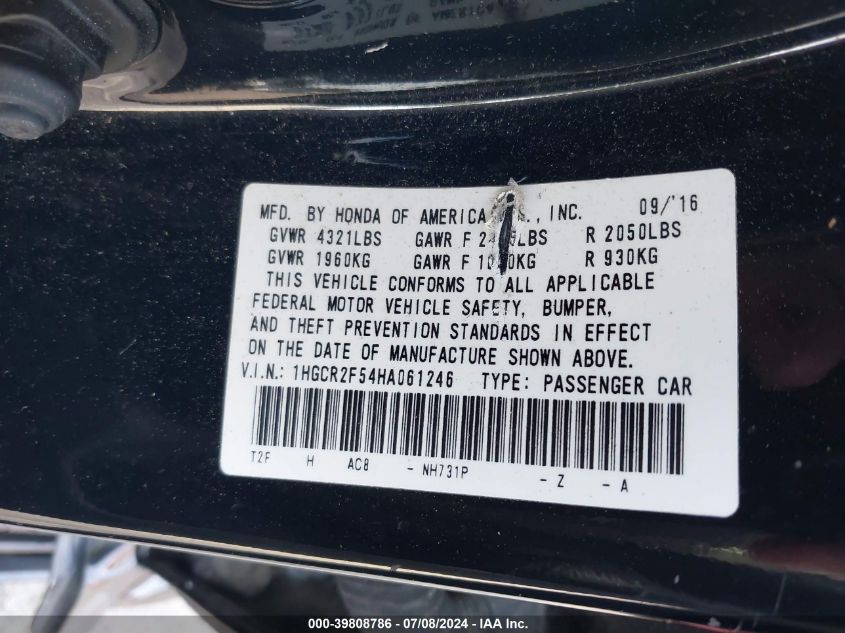 MFD. BY HONDA OF AMERICA , INC. 09/'16
GVWR 4321LBS GAWR F LBS R 2050LBS
GVWR 1960KG GAWR F KG R 930KG
THIS VEHICLE CONFORMS TO ALL APPLICABLE
FEDERAL MOTOR VEHICLE SAFETY, BUMPER,
AND THEFT PREVENTION STANDARDS IN EFFECT
ON THE DATE OF MANUFACTURE SHOWN ABOVE.
V.I.N.: 1HGCR2F54HA061246 TYPE: PASSENGER CAR
T2F H AC8 - NH731P - Z - A
000-39808786 - 07/08/2024 - IAA Inc.